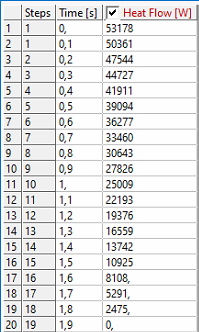 Steps Time [s] Heat Flow [W]
1 1 0, 53178
2 1 0,1 50361
3 2 0,2 47544
4 3 0,3 44727
5 4 0,4 41911
6 5 0,5 39094
7 6 0,6 36277
8 7 0,7 33460
9 8 0,8 30643
10 9 0,9 27826
11 10 1, 25009
12 11 1,1 22193
13 12 1,2 19376
14 13 1,3 16559
15 14 1,4 13742
16 15 1,5 10925
17 16 1,6 8108,
18 17 1,7 5291,
19 18 1,8 2475,
20 19 1,9 0,